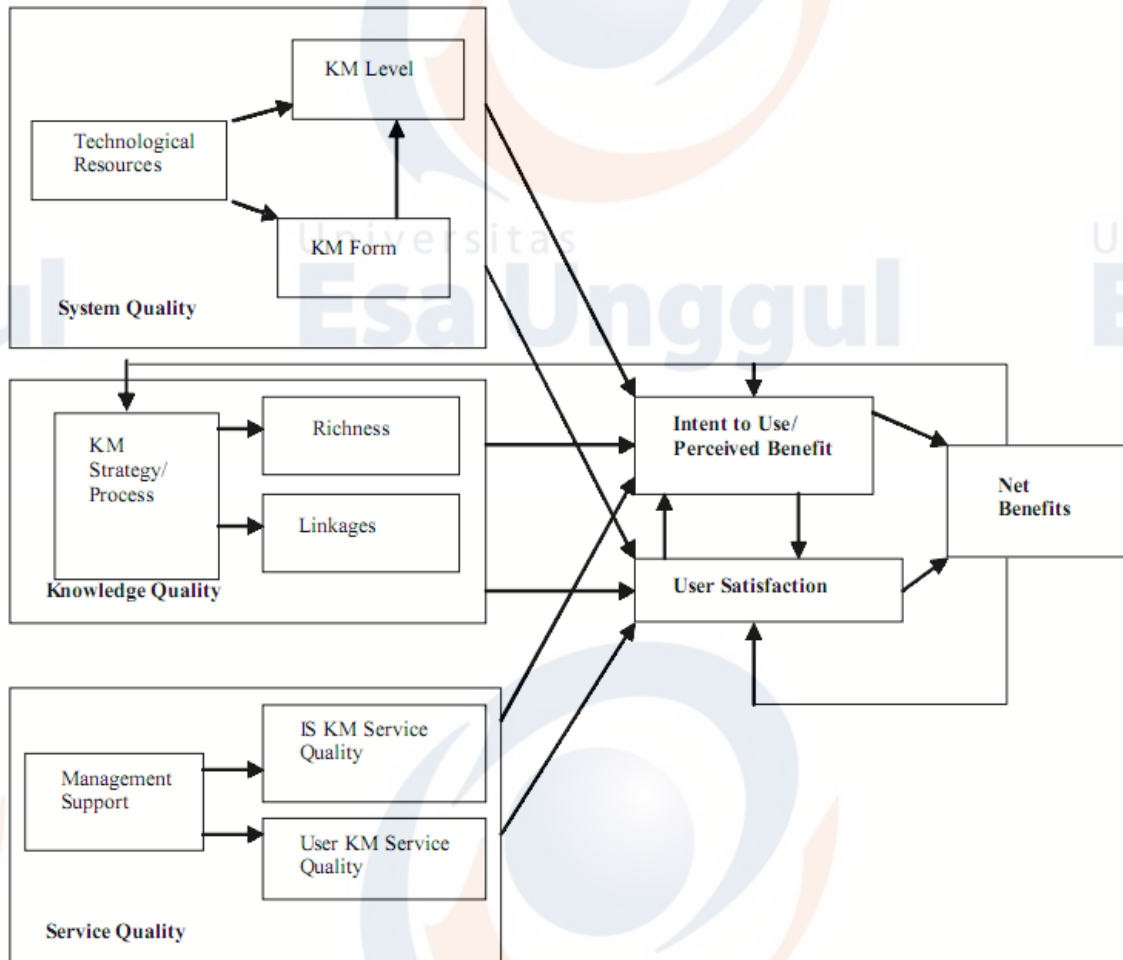 KM Level
Technological
Resources
KM Form
System Quality
Universitas
Esa Unggul
ul
U
E
KM
Strategy/
Process
Richness
Linkages
Knowledge Quality
Intent to Use/
Perceived Benefit
User Satisfaction
Net
Benefits
IS KM Service
Quality
Management
Support
User KM Service
Quality
Service Quality